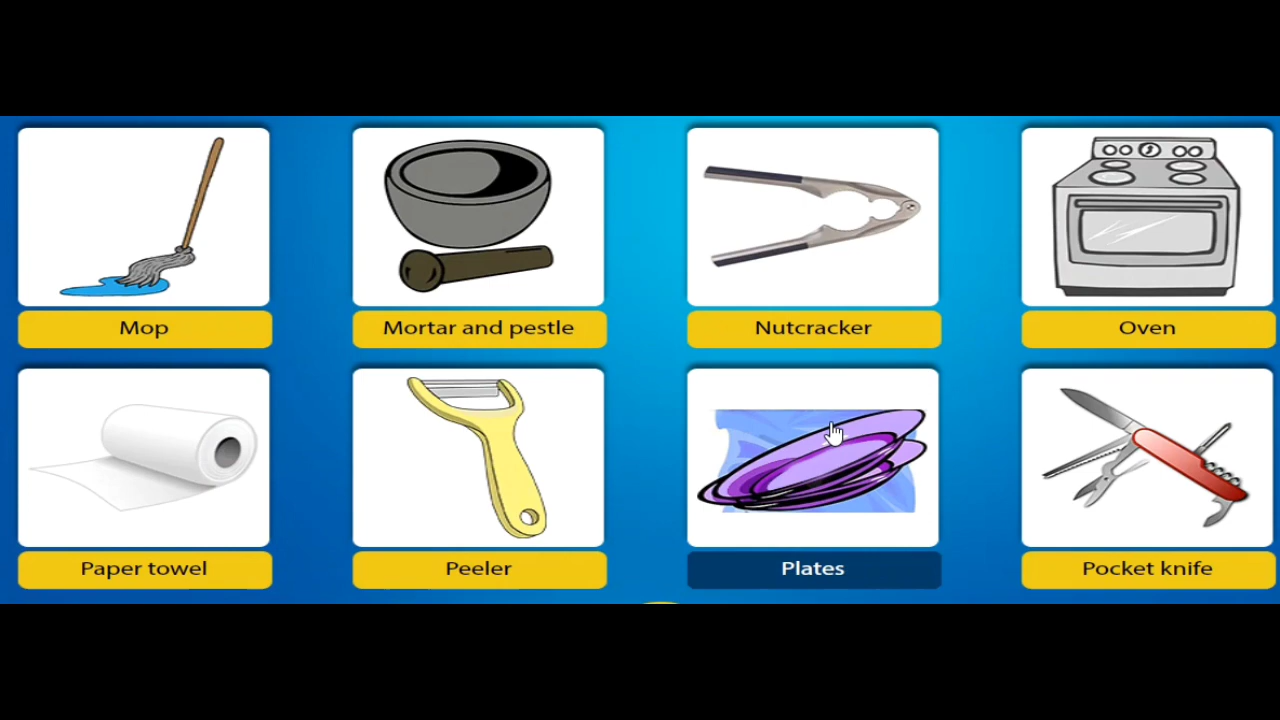 Mop
Mortar and pestle
Nutcracker
Oven
Paper towel
Peeler
Plates
Pocket knife